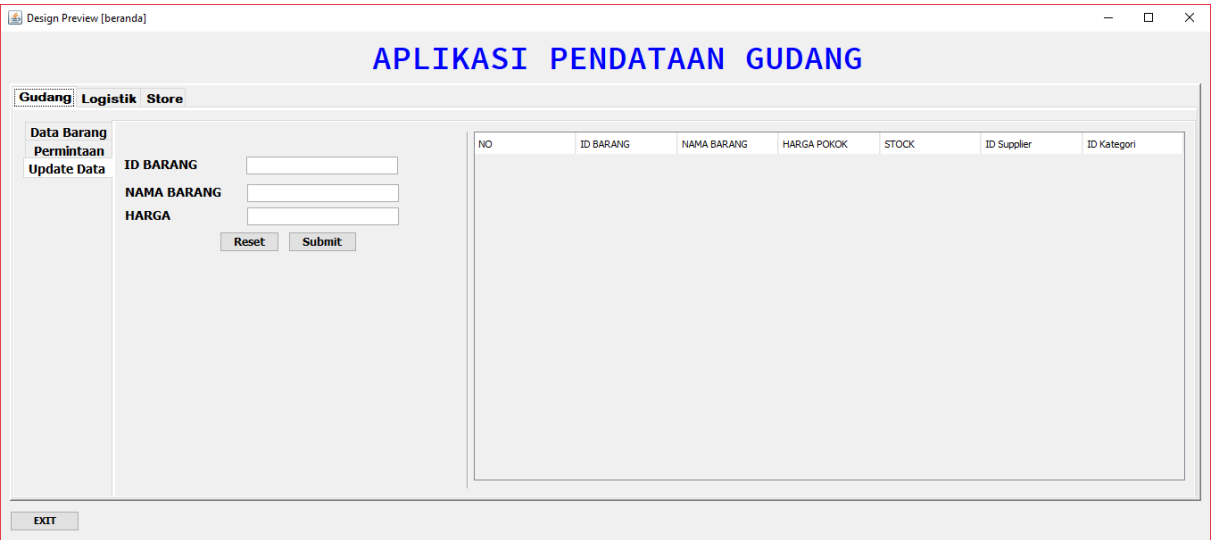 Design Preview [beranda]
APLIKASI PENDATAAN GUDANG
Gudang Logistik Store
Data Barang
Permintaan
Update Data
ID BARANG
NAMA BARANG
HARGA
Reset Submit
NO ID BARANG NAMA BARANG HARGA POKOK STOCK ID Supplier ID Kategori
EXIT